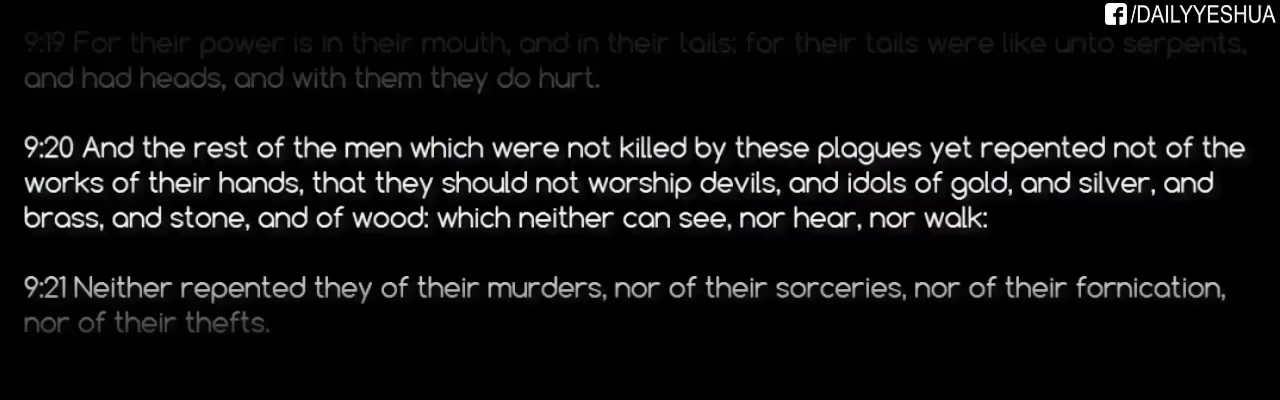 /DAILYYESHUA
9:19 For their power is in their mouth, and in their tails: for their tails were like unto serpents,
and had heads, and with them they do hurt.
9:20 And the rest of the men which were not killed by these plagues yet repented not of the
works of their hands, that they should not worship devils, and idols of gold, and silver, and
brass, and stone, and of wood: which neither can see, nor hear, nor walk:
9:21 Neither repented they of their murders, nor of their sorceries, nor of their fornication,
nor of their thefts.